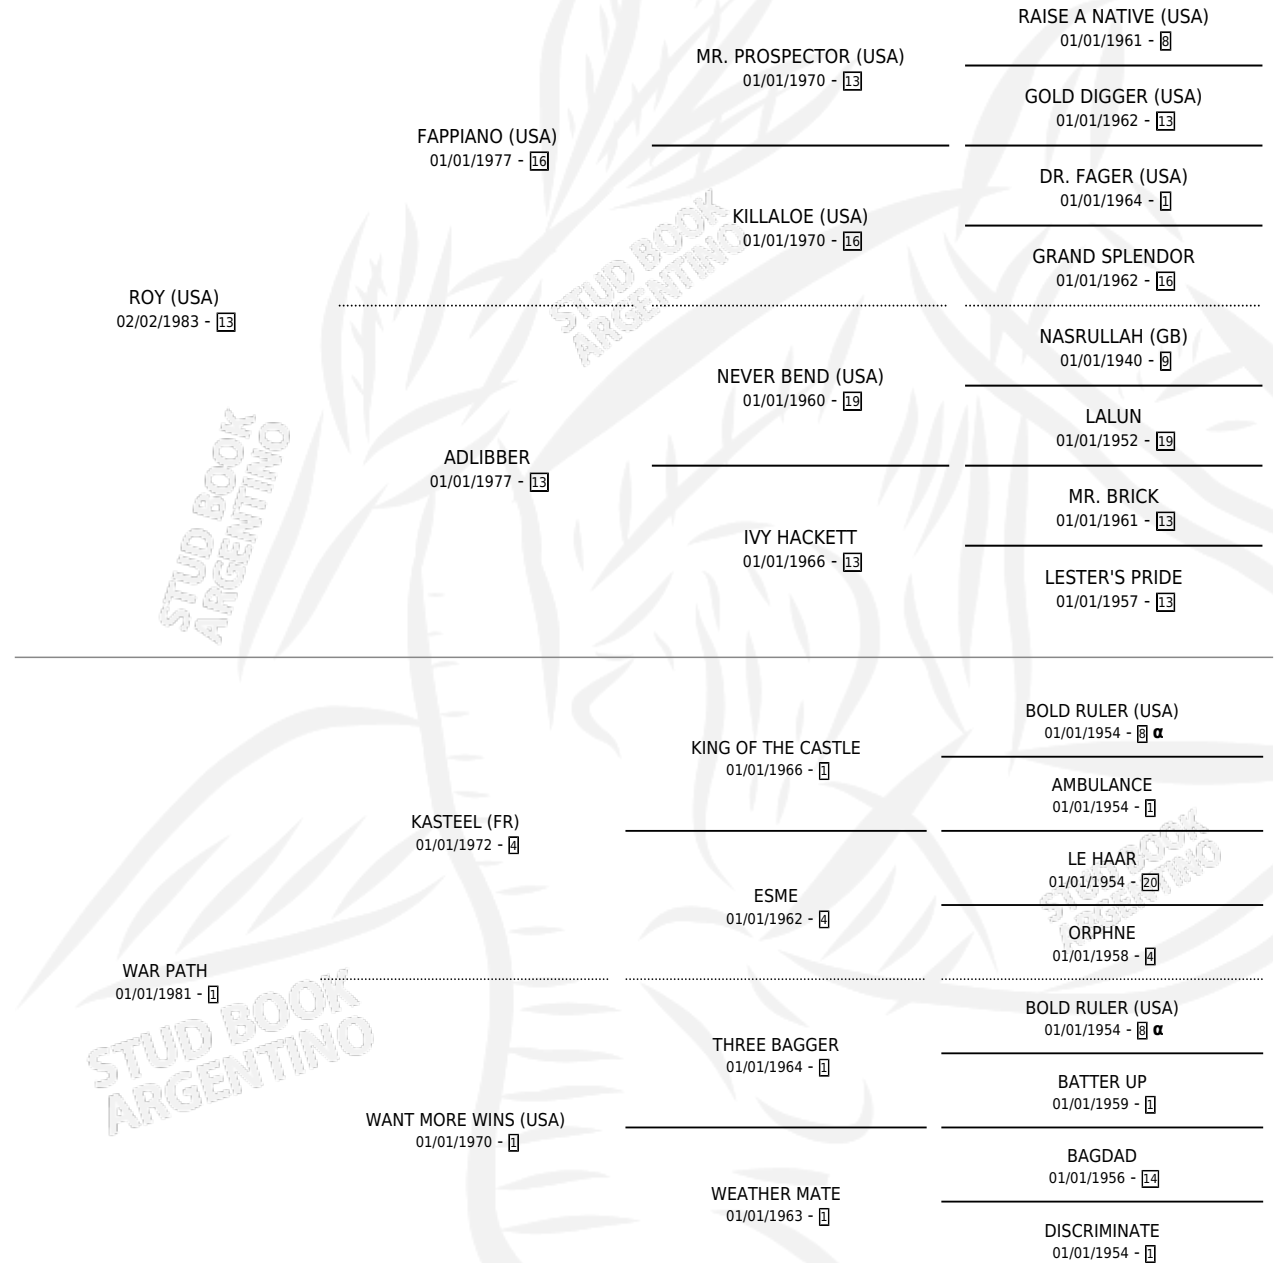 RAISE A NATIVE (USA)
01/01/1961 - 8
MR. PROSPECTOR (USA)
01/01/1970 - 13
GOLD DIGGER (USA)
01/01/1962 - 13
FAPPIANO (USA)
01/01/1977 - 16
DR. FAGER (USA)
01/01/1964 - 1
KILLALOE (USA)
01/01/1970 - 16
GRAND SPLENDOR
01/01/1962 - 16
ROY (USA)
02/02/1983 - 13
NASRULLAH (GB)
01/01/1940 - 9
NEVER BEND (USA)
01/01/1960 - 19
LALUN
01/01/1952 - 19
ADLIBBER
01/01/1977 - 13
MR. BRICK
01/01/1961 - 13
IVY HACKETT
01/01/1966 - 13
LESTER'S PRIDE
01/01/1957 - 13
BOLD RULER (USA)
01/01/1954 - 8 α
KING OF THE CASTLE
01/01/1966 - 1
AMBULANCE
01/01/1954 - 1
KASTEEL (FR)
01/01/1972 - 4
LE HAAR
01/01/1954 - 20
ESME
01/01/1962 - 4
ORPHNE
01/01/1958 - 4
WAR PATH
01/01/1981 - 1
BOLD RULER (USA)
01/01/1954 - 8 α
THREE BAGGER
01/01/1964 - 1
BATTER UP
01/01/1959 - 1
WANT MORE WINS (USA)
01/01/1970 - 1
BAGDAD
01/01/1956 - 14
WEATHER MATE
01/01/1963 - 1
DISCRIMINATE
01/01/1954 - 1
STUD BOOK
ARGENTINO
STUD BOOK
ARGENTINO
STUD BOOK
ARGENTINO
STUD BOOK
ARGENTINO